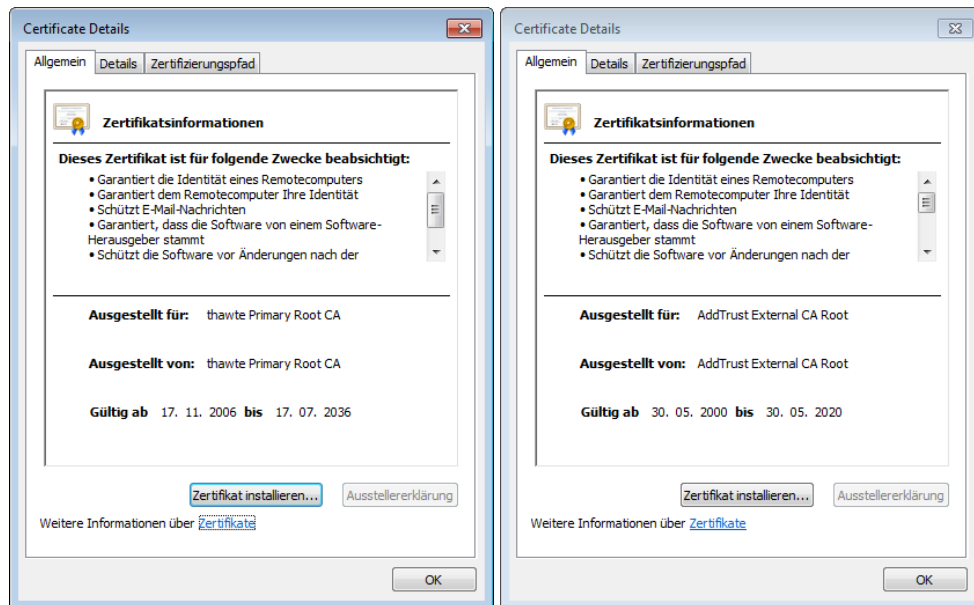 Certificate Details
Allgemein Details Zertifizierungspfad
Zertifikatsinformationen
Dieses Zertifikat ist für folgende Zwecke beabsichtigt:
• Garantiert die Identität eines Remotecomputers
• Garantiert dem Remotecomputer Ihre Identität
• Schützt E-Mail-Nachrichten
• Garantiert, dass die Software von einem Software-
Herausgeber stammt
• Schützt die Software vor Änderungen nach der
Ausgestellt für: thawte Primary Root CA
Ausgestellt von: thawte Primary Root CA
Gültig ab 17. 11. 2006 bis 17. 07. 2036
Zertifikat installieren... Ausstellererklärung
Weitere Informationen über Zertifikate
OK
Certificate Details
Allgemein Details Zertifizierungspfad
Zertifikatsinformationen
Dieses Zertifikat ist für folgende Zwecke beabsichtigt:
• Garantiert die Identität eines Remotecomputers
• Garantiert dem Remotecomputer Ihre Identität
• Schützt E-Mail-Nachrichten
• Garantiert, dass die Software von einem Software-
Herausgeber stammt
• Schützt die Software vor Änderungen nach der
Ausgestellt für: AddTrust External CA Root
Ausgestellt von: AddTrust External CA Root
Gültig ab 30. 05. 2000 bis 30. 05. 2020
Zertifikat installieren... Ausstellererklärung
Weitere Informationen über Zertifikate
OK